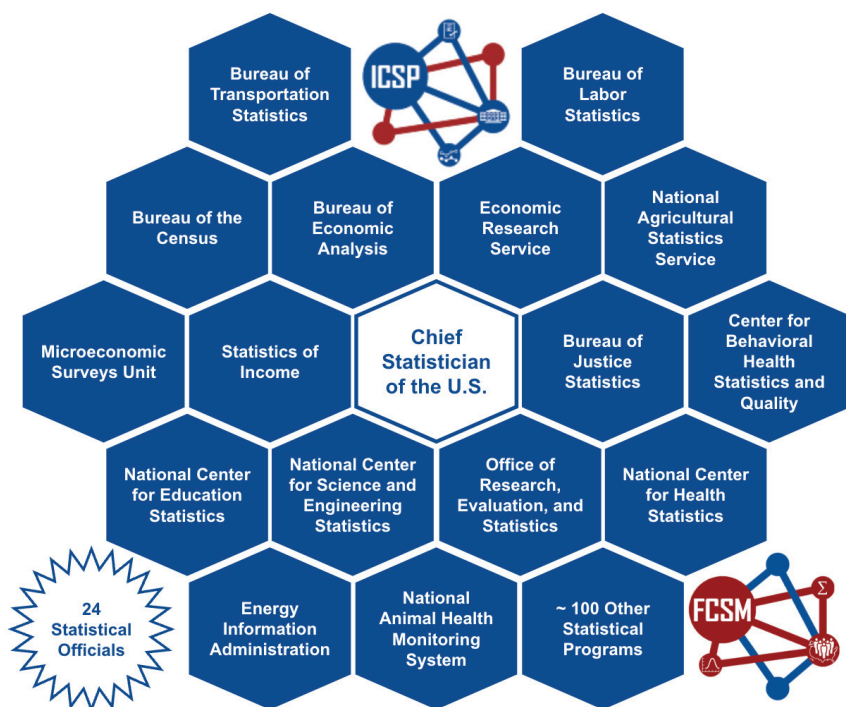 Bureau of
Transportation
Statistics
ICSP
Bureau of
Labor
Statistics
Bureau of the
Census
Bureau of
Economic
Analysis
Economic
Research
Service
National
Agricultural
Statistics
Service
Microeconomic
Surveys Unit
Statistics of
Income
Chief
Statistician
of the U.S.
Bureau of
Justice
Statistics
Center for
Behavioral
Health
Statistics and
Quality
National Center
for Education
Statistics
National Center
for Science and
Engineering
Statistics
Office of
Research,
Evaluation, and
Statistics
National Center
for Health
Statistics
24
Statistical
Officials
Energy
Information
Administration
National
Animal Health
Monitoring
System
~ 100 Other
Statistical
Programs
FCSM
Σ